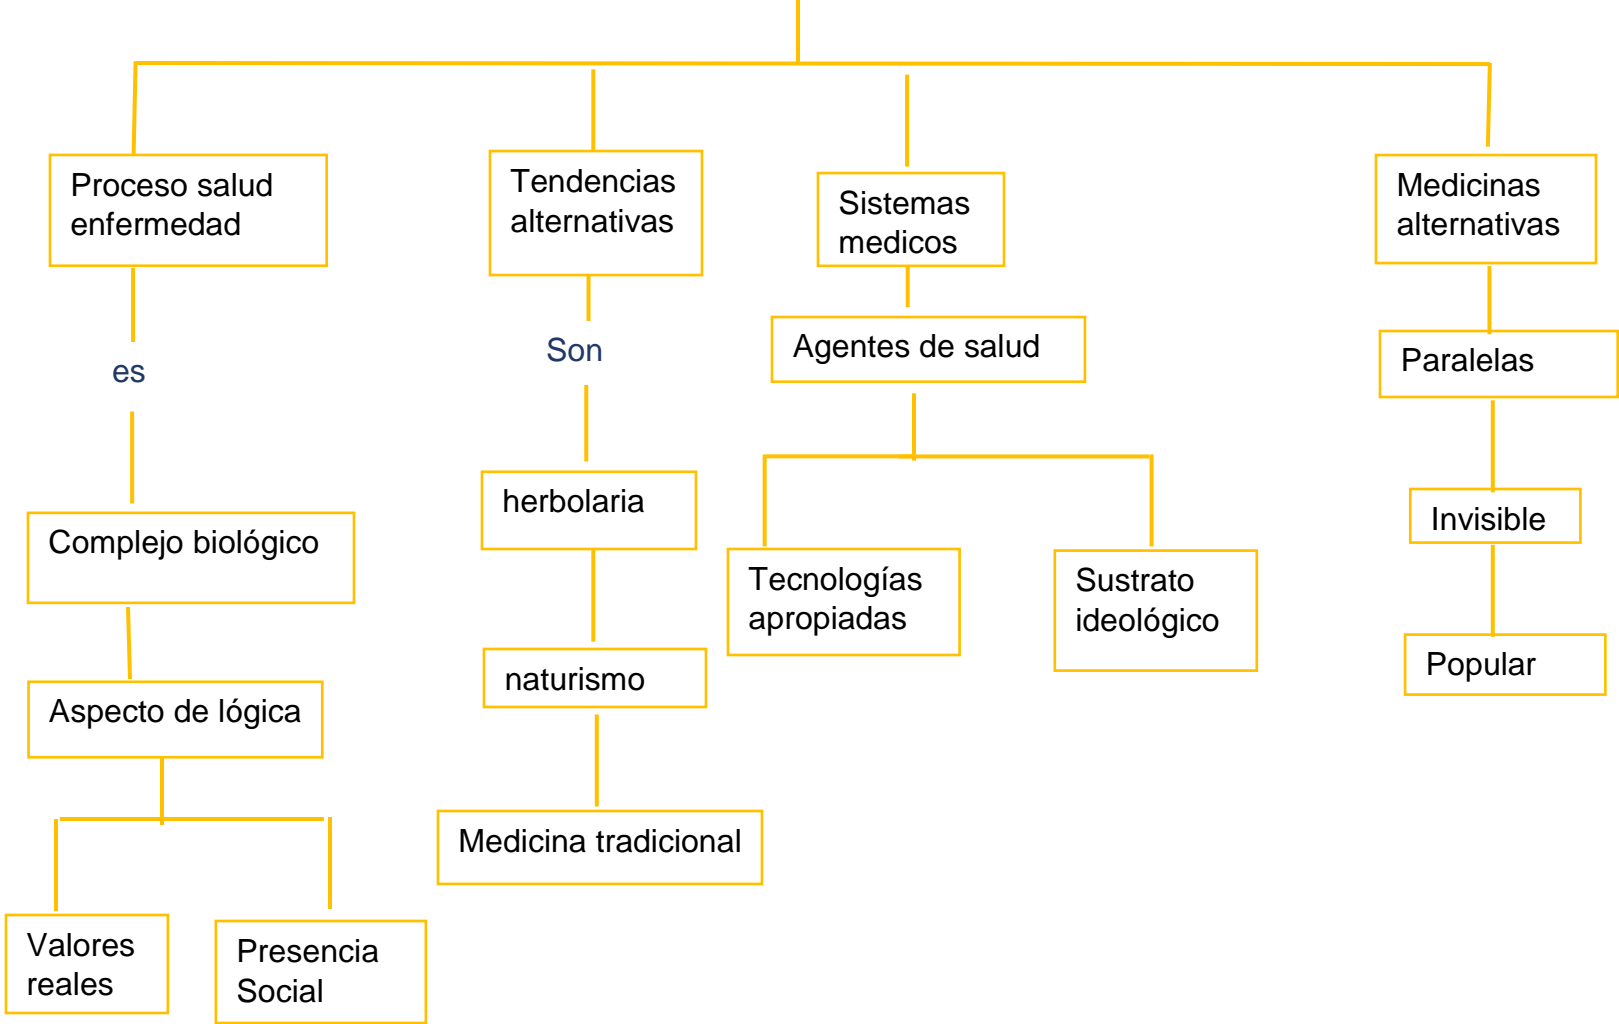 Proceso salud
enfermedad
Tendencias
alternativas
Sistemas
medicos
Medicinas
alternativas
es
Son
Agentes de salud
Paralelas
Complejo biológico
herbolaria
Tecnologías
apropiadas
Sustrato
ideológico
Invisible
Aspecto de lógica
naturismo
Popular
Valores
reales
Presencia
Social
Medicina tradicional